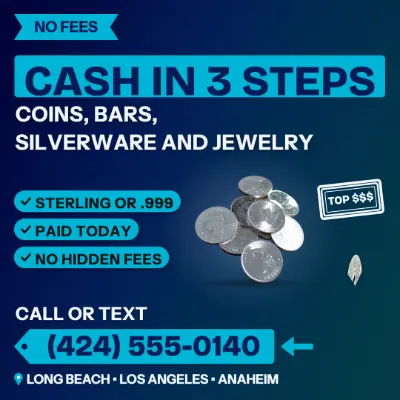 NO FEES
CASH IN 3 STEPS
COINS, BARS,
SILVERWARE AND JEWELRY
STERLING OR .999
PAID TODAY
NO HIDDEN FEES
TOP $$$
CALL OR TEXT
(424) 555-0140
LONG BEACH • LOS ANGELES • ANAHEIM